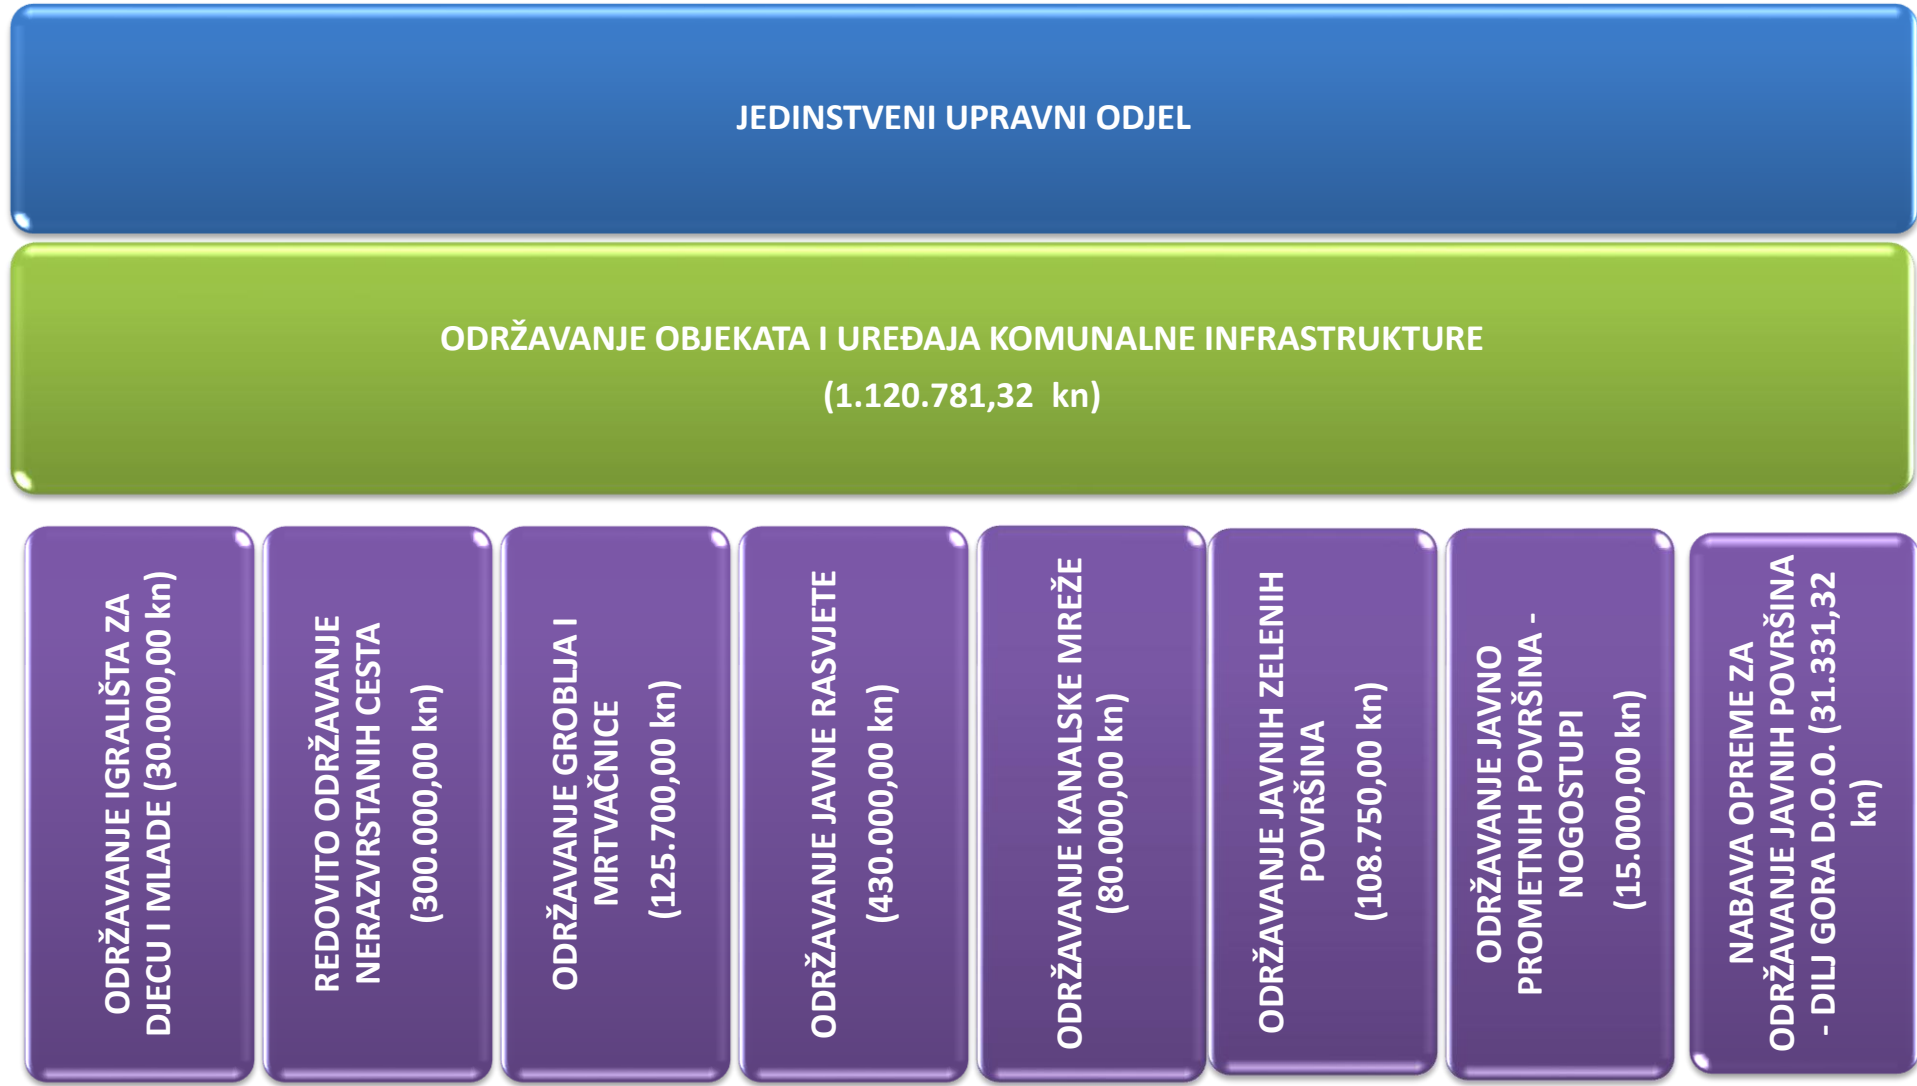 JEDINSTVENI UPRAVNI ODJEL
ODRŽAVANJE OBJEKATA I UREĐAJA KOMUNALNE INFRASTRUKTURE
(1.120.781,32 kn)
ODRŽAVANJE IGRALIŠTA ZA
DJECU I MLADE (30.000,00 kn)
REDOVITO ODRŽAVANJE
NERAZVRSTANIH CESTA
(300.000,00 kn)
ODRŽAVANJE GROBLJA I
MRTVAČNICE
(125.700,00 kn)
ODRŽAVANJE JAVNE RASVJETE
(430.000,00 kn)
ODRŽAVANJE KANALSKE MREŽE
(80.000,00 kn)
ODRŽAVANJE JAVNIH ZELENIH
POVRŠINA
(108.750,00 kn)
ODRŽAVANJE JAVNO
PROMETNIH POVRŠINA -
NOGOSTUPI
(15.000,00 kn)
NABAVA OPREME ZA
ODRŽAVANJE JAVNIH POVRŠINA
- DILJ GORA D.O.O. (31.331,32
kn)